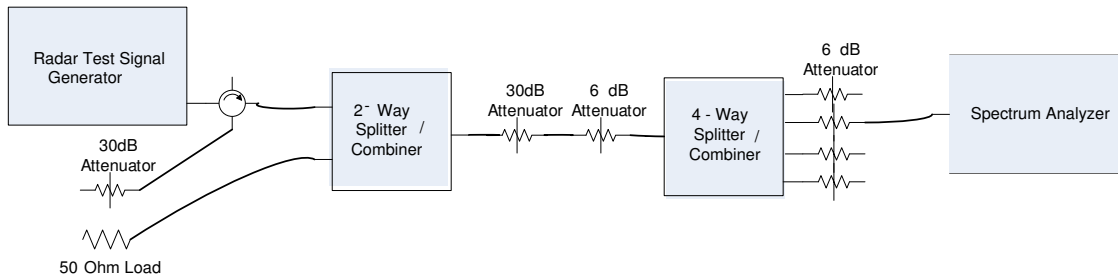 Radar Test Signal
Generator
30dB
Attenuator
50 Ohm Load
2- Way
Splitter /
Combiner
30dB
Attenuator
6 dB
Attenuator
4 - Way
Splitter /
Combiner
6 dB
Attenuator
Spectrum Analyzer